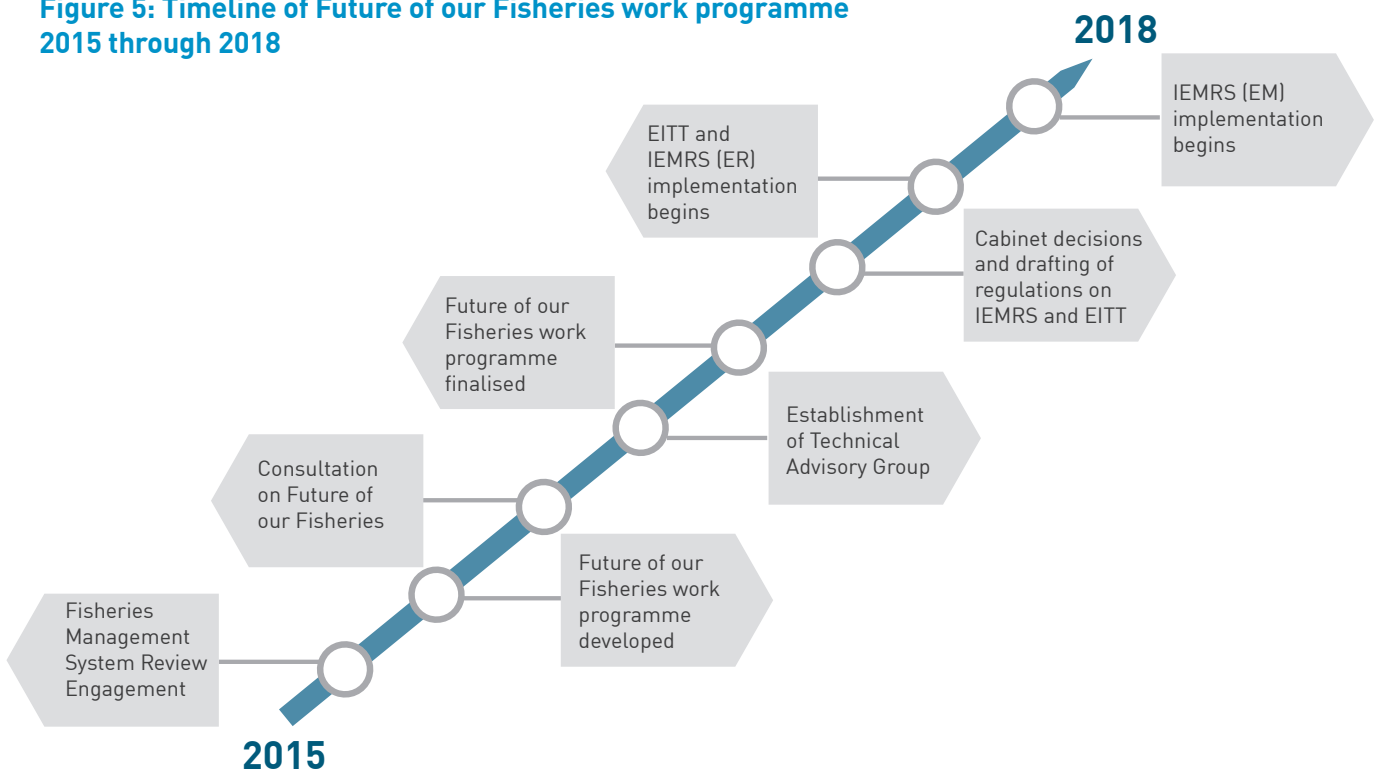 Figure 5: Timeline of Future of our Fisheries work programme
2015 through 2018
2018
IEMRS (EM)
implementation
begins
EITT and
IEMRS (ER)
implementation
begins
Cabinet decisions
and drafting of
regulations on
IEMRS and EITT
Future of our
Fisheries work
programme
finalised
Establishment
of Technical
Advisory Group
Consultation
on Future of
our Fisheries
Future of our
Fisheries work
programme
developed
Fisheries
Management
System Review
Engagement
2015